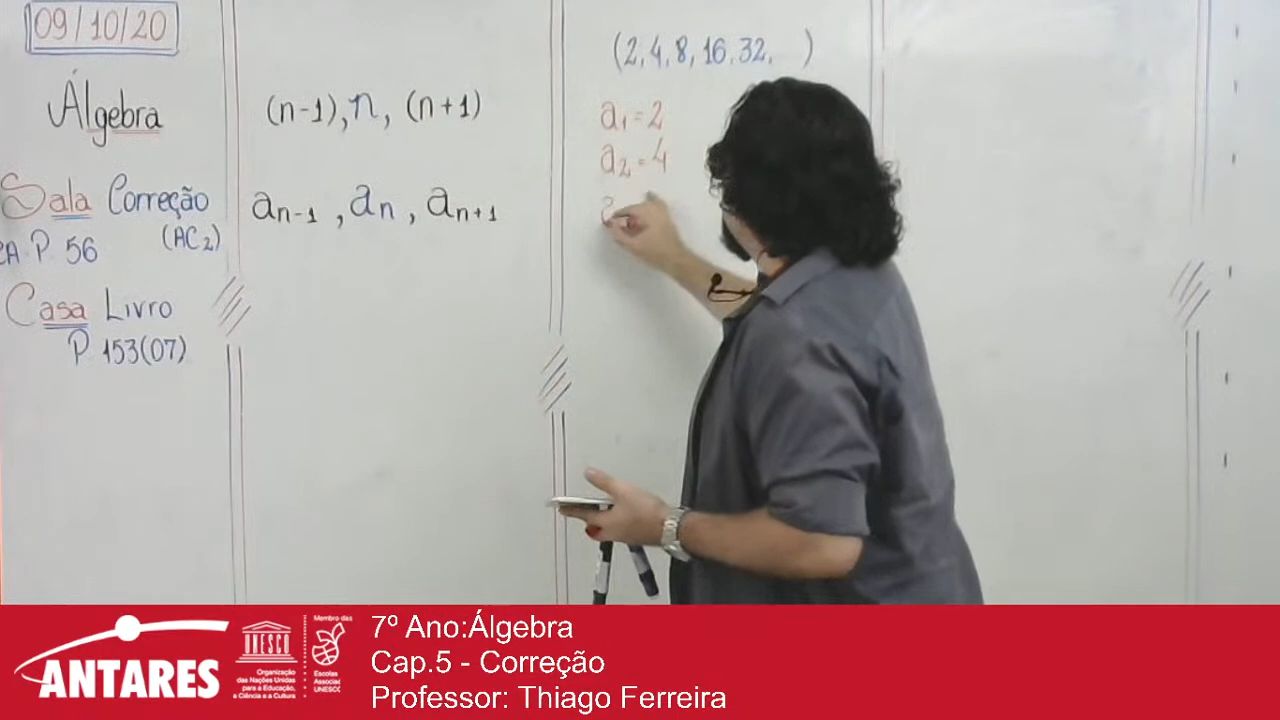 09/10/20
Álgebra
Sala Correção
P 56 (AC2)
Casa Livro
P 153(07)
(n-1), n, (n+1)
an-1, an, an+1
(2, 4, 8, 16, 32, )
a1 = 2
a2 = 4
ANTARES
UNESCO
Organização
das Nações Unidas
para a Educação,
a Ciência e a Cultura
Membro das
Escolas
Associadas
UNESCO
7º Ano:Álgebra
Cap.5 - Correção
Professor: Thiago Ferreira